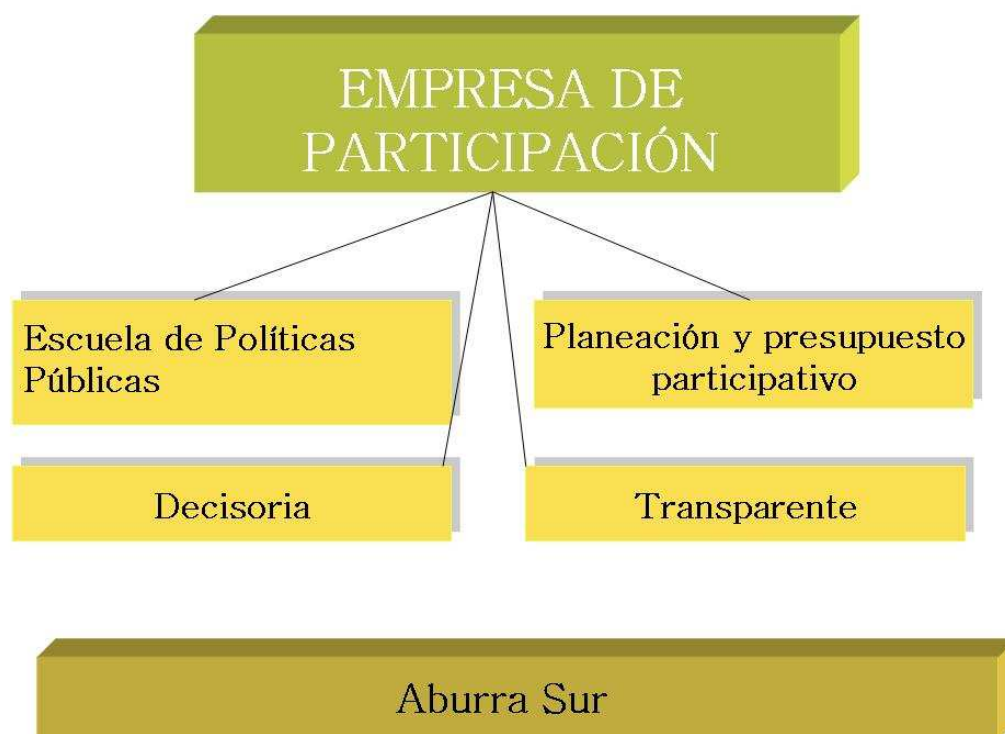 EMPRESA DE
PARTICIPACIÓN
Escuela de Políticas
Públicas
Planeación y presupuesto
participativo
Decisoria
Transparente
Aburra Sur